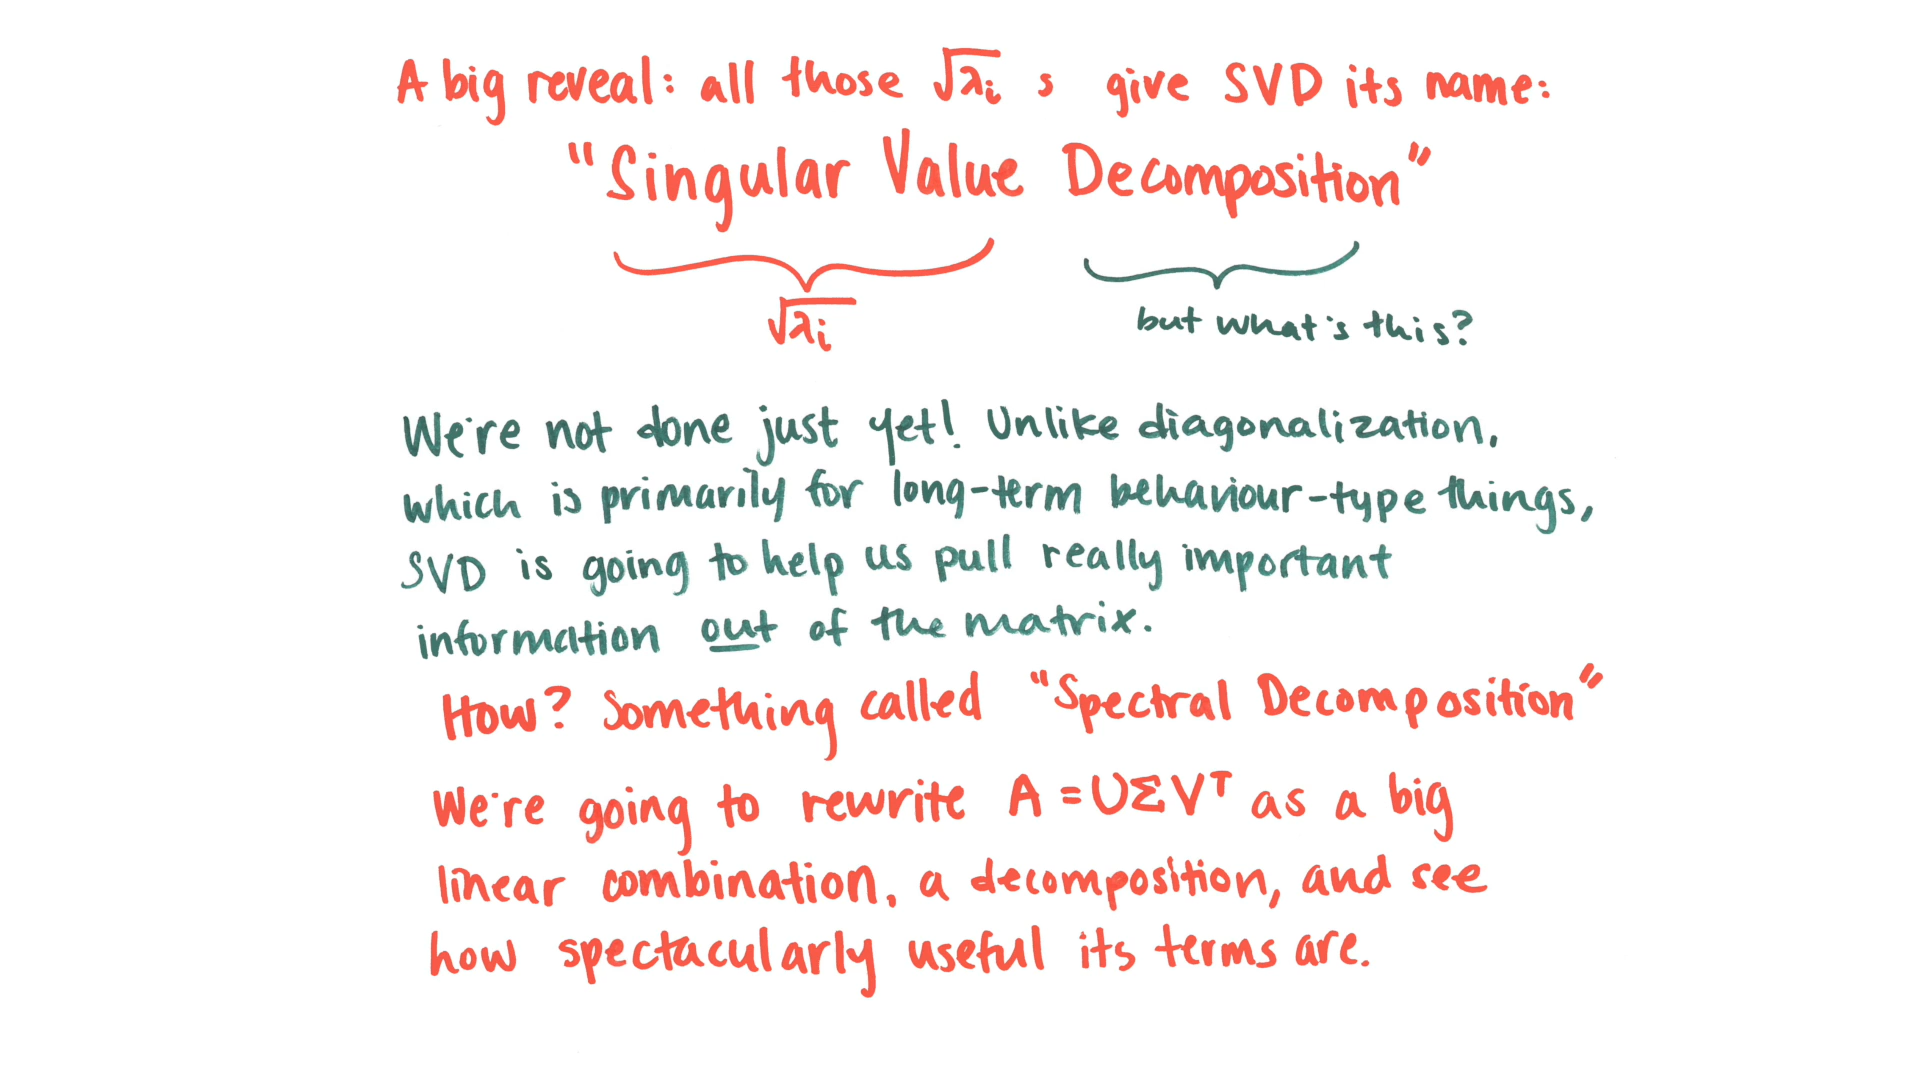 A big reveal: all those √λi s give SVD its name:
"Singular Value Decomposition"
√λi
but what's this?
We're not done just yet! Unlike diagonalization,
which is primarily for long-term behaviour-type things,
SVD is going to help us pull really important
information out of the matrix.
How? Something called "Spectral Decomposition"
We're going to rewrite A = UΣVᵀ as a big
linear combination, a decomposition, and see
how spectacularly useful its terms are.